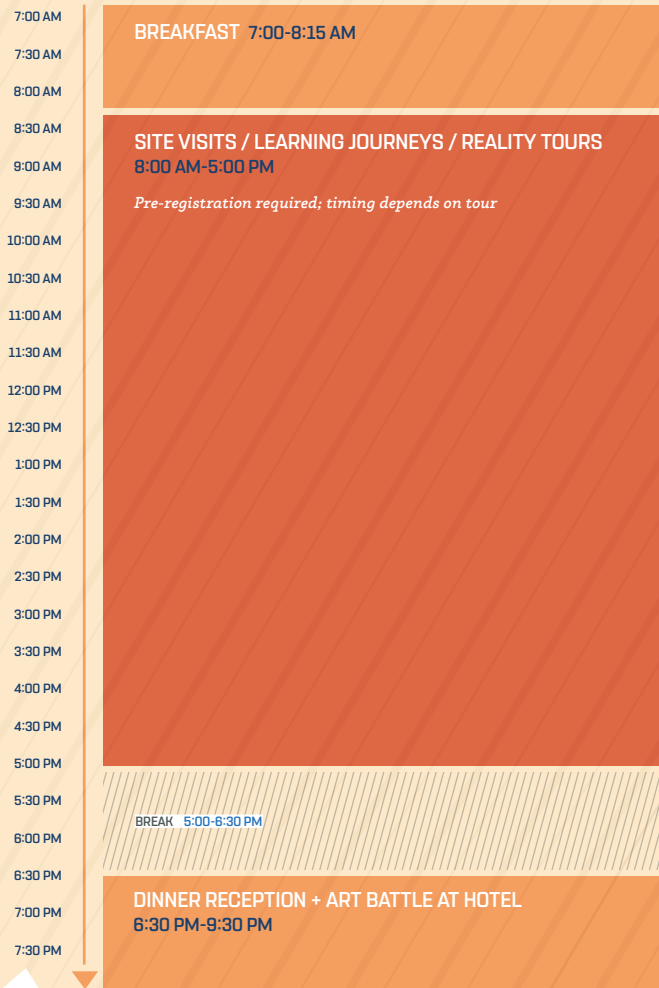 7:00 AM
7:30 AM
8:00 AM
8:30 AM
9:00 AM
9:30 AM
10:00 AM
10:30 AM
11:00 AM
11:30 AM
12:00 PM
12:30 PM
1:00 PM
1:30 PM
2:00 PM
2:30 PM
3:00 PM
3:30 PM
4:00 PM
4:30 PM
5:00 PM
5:30 PM
6:00 PM
6:30 PM
7:00 PM
7:30 PM
BREAKFAST 7:00-8:15 AM
SITE VISITS / LEARNING JOURNEYS / REALITY TOURS
8:00 AM-5:00 PM
Pre-registration required; timing depends on tour
BREAK 5:00-6:30 PM
DINNER RECEPTION + ART BATTLE AT HOTEL
6:30 PM-9:30 PM